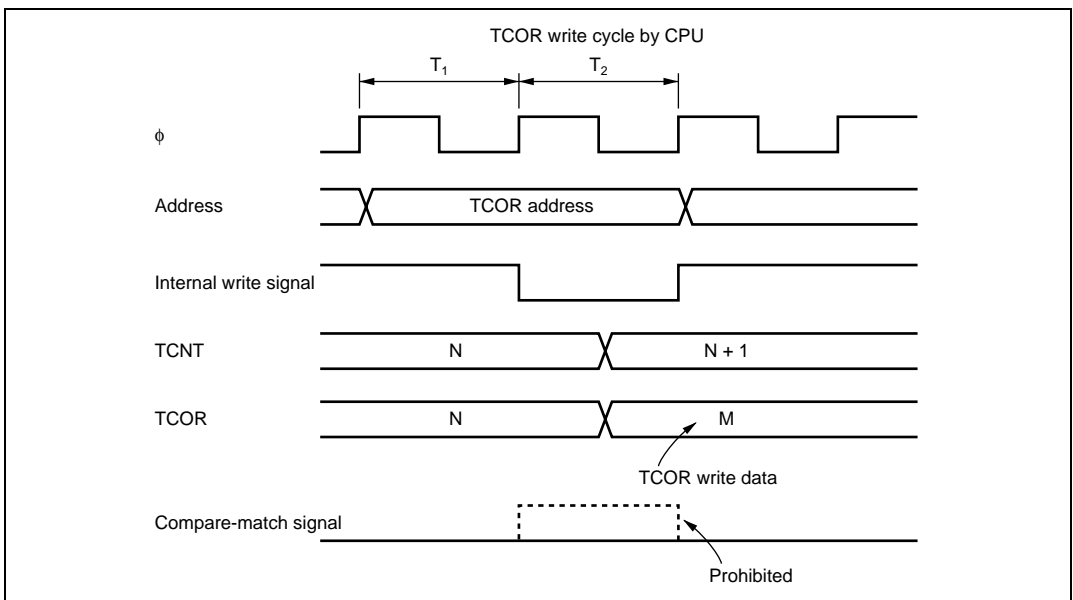 TCOR write cycle by CPU
T1 T2
ϕ
Address TCOR address
Internal write signal
TCNT N N + 1
TCOR N M
TCOR write data
Compare-match signal
Prohibited